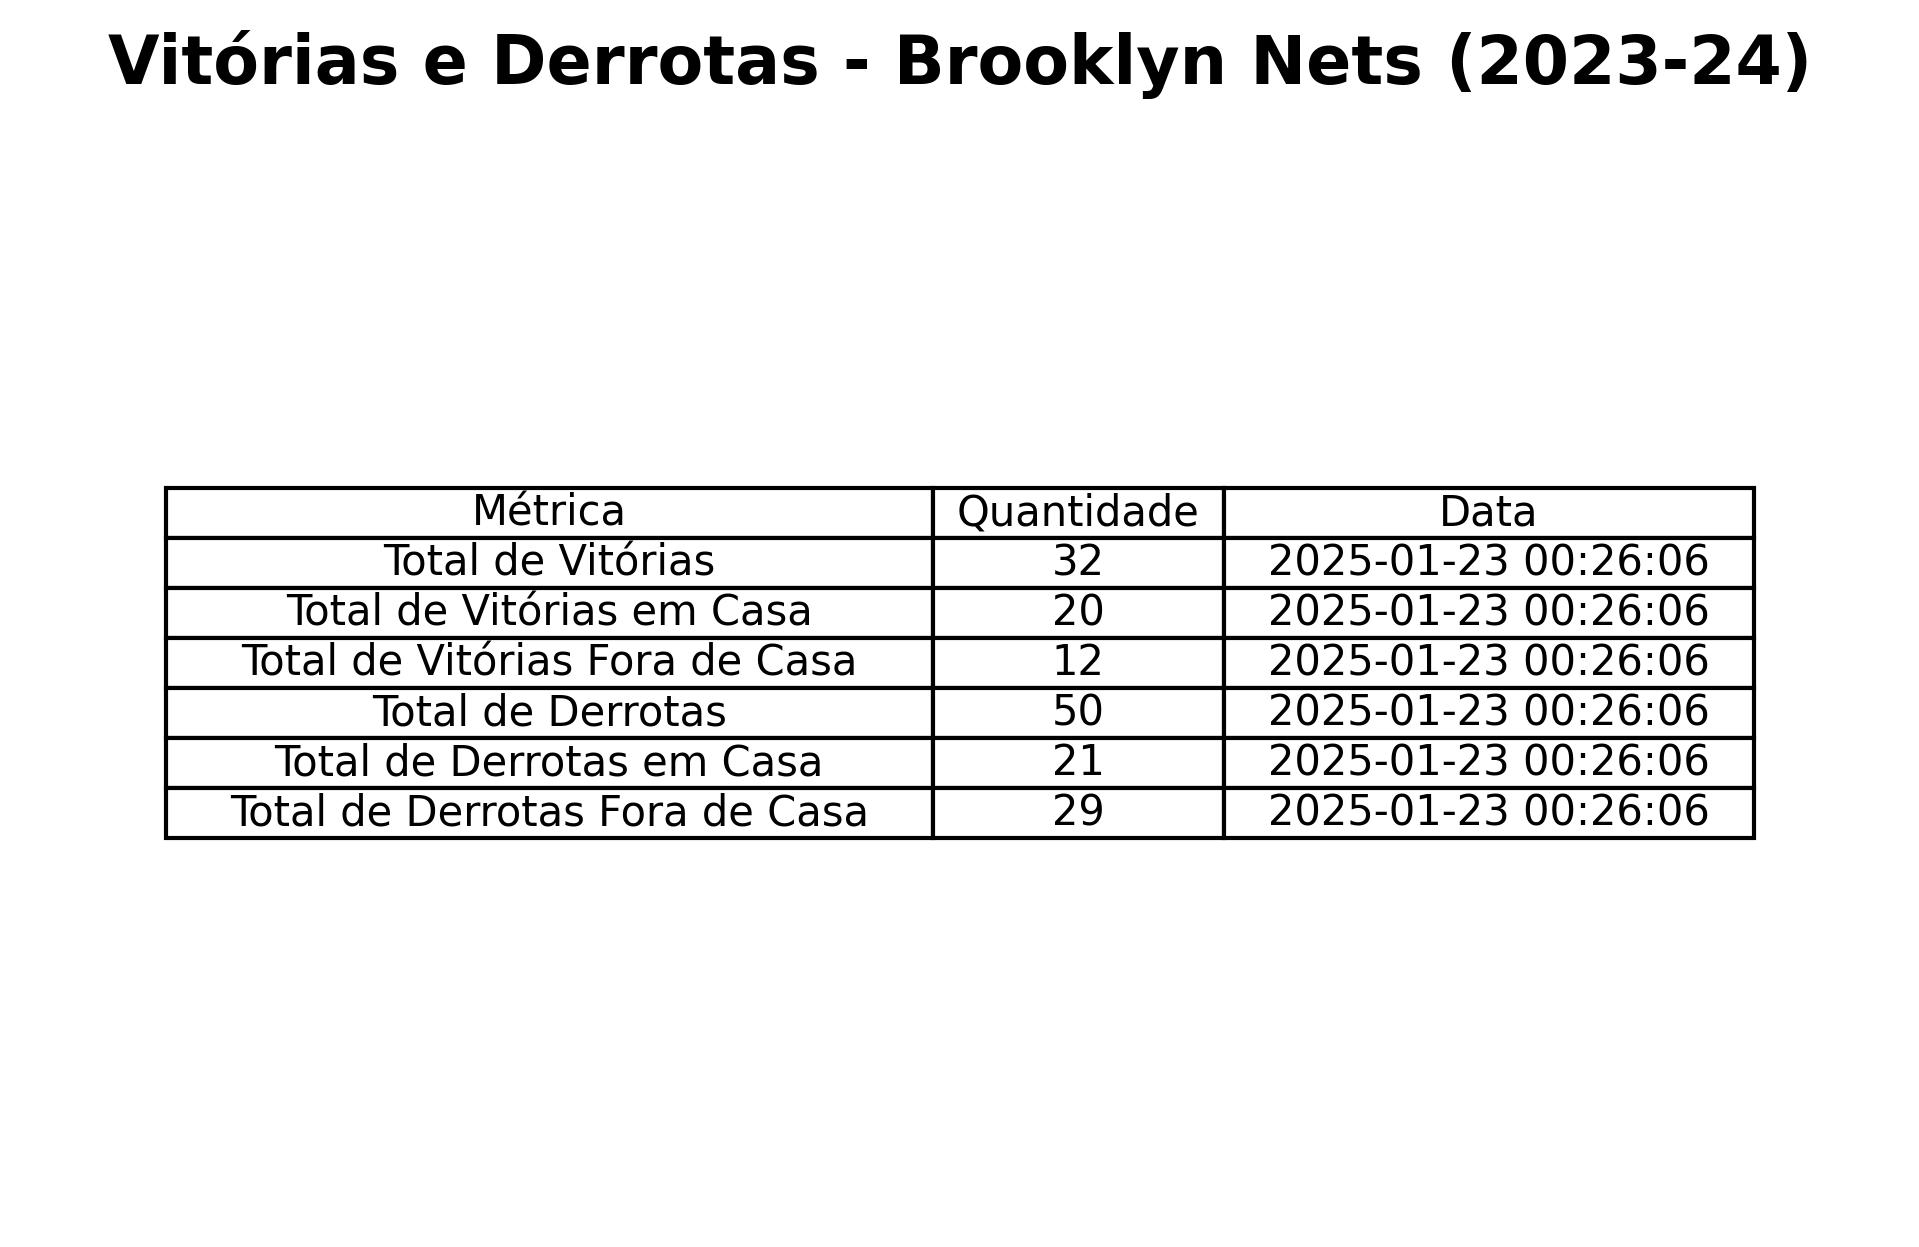 Vitórias e Derrotas - Brooklyn Nets (2023-24)
Métrica Quantidade Data
Total de Vitórias 32 2025-01-23 00:26:06
Total de Vitórias em Casa 20 2025-01-23 00:26:06
Total de Vitórias Fora de Casa 12 2025-01-23 00:26:06
Total de Derrotas 50 2025-01-23 00:26:06
Total de Derrotas em Casa 21 2025-01-23 00:26:06
Total de Derrotas Fora de Casa 29 2025-01-23 00:26:06